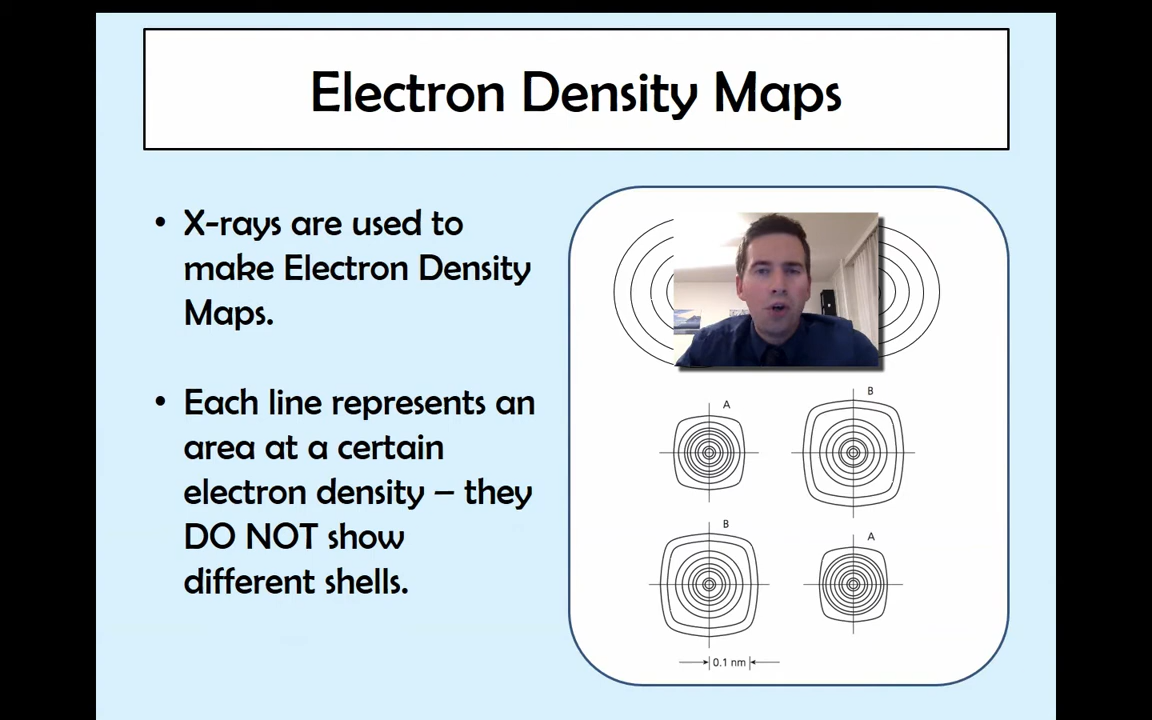 Electron Density Maps
• X-rays are used to
make Electron Density
Maps.
• Each line represents an
area at a certain
electron density – they
DO NOT show
different shells.
A
B
B
A
0.1 nm